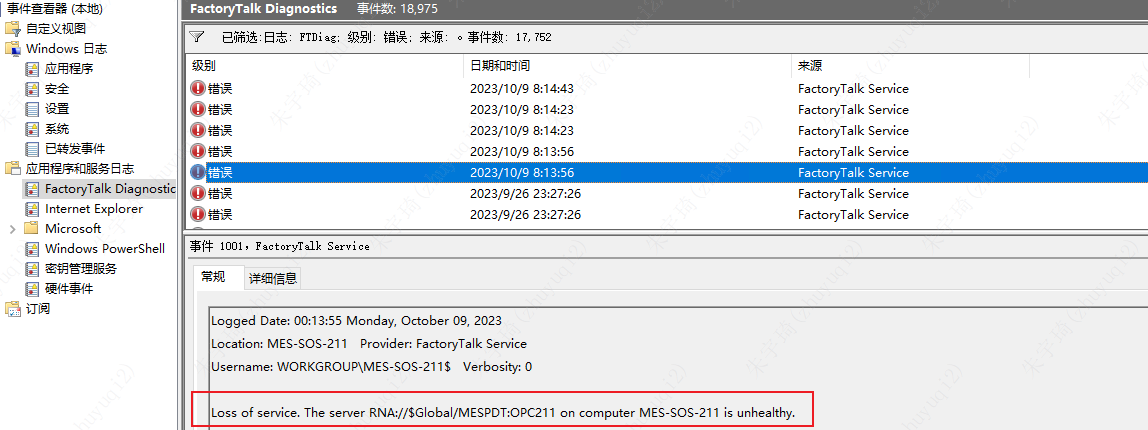 事件查看器 (本地)
自定义视图
Windows 日志
应用程序
安全
设置
系统
已转发事件
应用程序和服务日志
FactoryTalk Diagnostic
Internet Explorer
Microsoft
Windows PowerShell
密钥管理服务
硬件事件
订阅
FactoryTalk Diagnostics 事件数: 18,975
已筛选:日志: FTDiag; 级别: 错误; 来源: 。事件数: 17,752
级别 日期和时间 来源
错误 2023/10/9 8:14:43 FactoryTalk Service
错误 2023/10/9 8:14:23 FactoryTalk Service
错误 2023/10/9 8:14:23 FactoryTalk Service
错误 2023/10/9 8:13:56 FactoryTalk Service
错误 2023/10/9 8:13:56 FactoryTalk Service
错误 2023/9/26 23:27:26 FactoryTalk Service
错误 2023/9/26 23:27:26 FactoryTalk Service
事件 1001, FactoryTalk Service
常规 详细信息
Logged Date: 00:13:55 Monday, October 09, 2023
Location: MES-SOS-211 Provider: FactoryTalk Service
Username: WORKGROUP\MES-SOS-211$ Verbosity: 0
Loss of service. The server RNA://$Global/MESPDT:OPC211 on computer MES-SOS-211 is unhealthy.